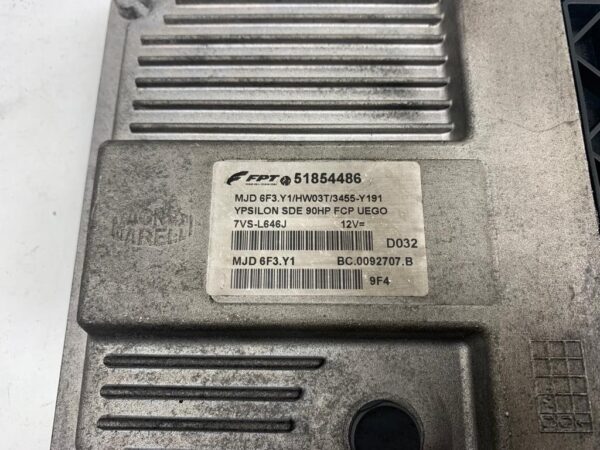 FPT 51854486
MJD 6F3.Y1/HW03T/3455-Y191
YPSILON SDE 90HP FCP UEGO
7VS-L646J 12V=
D032
MJD 6F3.Y1 BC.0092707.B
9F4
MAGNETI
MARELLI